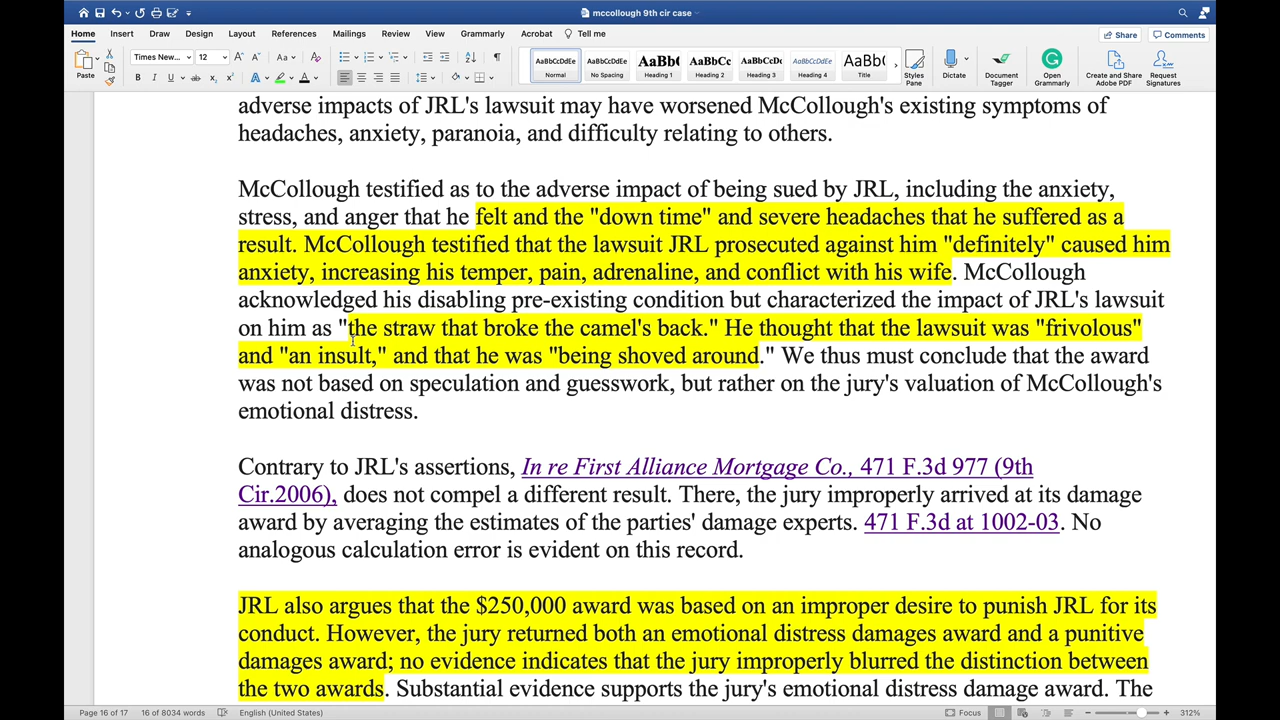 mccollough 9th cir case
Home Insert Draw Design Layout References Mailings Review View Grammarly Acrobat Tell me
Share Comments
Paste
Times New... 12
Aa
B I U ab x
AaBbCcDdEe AaBbCcDdEe AaBbC AaBbCc AaBbCcDc AaBbCcDdEe AaBb(
Normal No Spacing Heading 1 Heading 2 Heading 3 Heading 4 Title
Styles Pane
Dictate
Document Tagger
Open Grammarly
Create and Share Adobe PDF
Request Signatures
adverse impacts of JRL's lawsuit may have worsened McCollough's existing symptoms of
headaches, anxiety, paranoia, and difficulty relating to others.
McCollough testified as to the adverse impact of being sued by JRL, including the anxiety,
stress, and anger that he felt and the "down time" and severe headaches that he suffered as a
result. McCollough testified that the lawsuit JRL prosecuted against him "definitely" caused him
anxiety, increasing his temper, pain, adrenaline, and conflict with his wife. McCollough
acknowledged his disabling pre-existing condition but characterized the impact of JRL's lawsuit
on him as "the straw that broke the camel's back." He thought that the lawsuit was "frivolous"
and "an insult," and that he was "being shoved around." We thus must conclude that the award
was not based on speculation and guesswork, but rather on the jury's valuation of McCollough's
emotional distress.
Contrary to JRL's assertions, In re First Alliance Mortgage Co., 471 F.3d 977 (9th
Cir.2006), does not compel a different result. There, the jury improperly arrived at its damage
award by averaging the estimates of the parties' damage experts. 471 F.3d at 1002-03. No
analogous calculation error is evident on this record.
JRL also argues that the $250,000 award was based on an improper desire to punish JRL for its
conduct. However, the jury returned both an emotional distress damages award and a punitive
damages award; no evidence indicates that the jury improperly blurred the distinction between
the two awards. Substantial evidence supports the jury's emotional distress damage award. The
Page 16 of 17 16 of 8034 words English (United States) Focus 312%